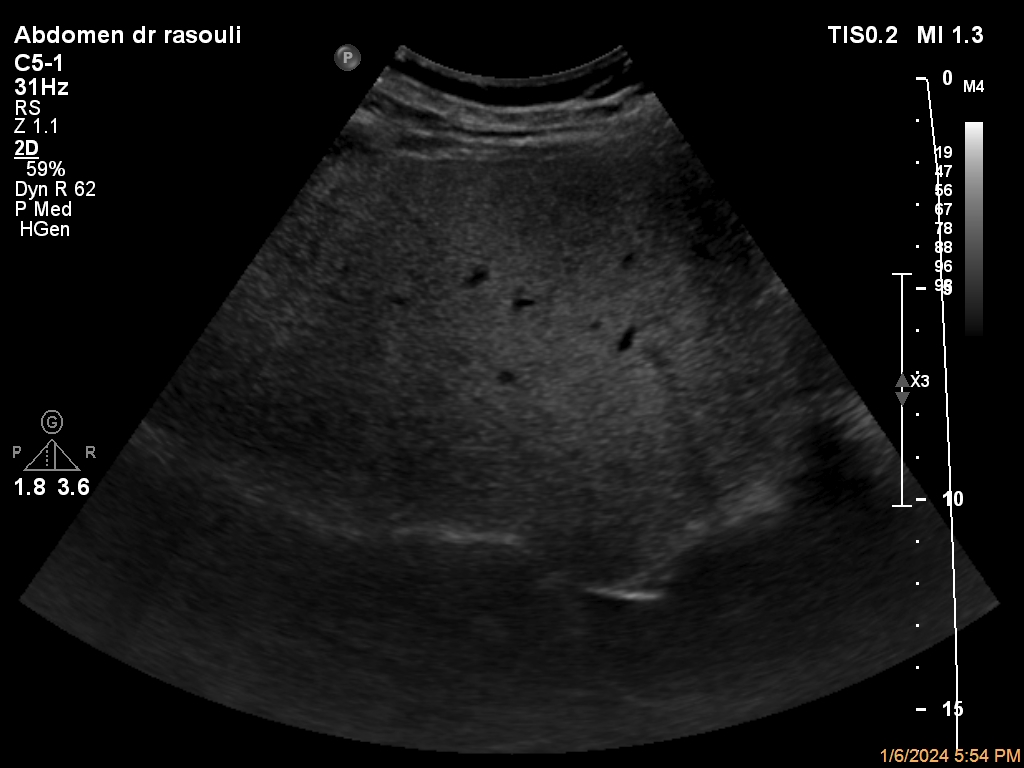 Abdomen dr rasouli
TIS0.2 MI 1.3
C5-1
31Hz
RS
Z 1.1
2D
59%
Dyn R 62
P Med
HGen
P
0
M4
19
47
56
67
78
88
96
98
5
X3
G
P R
1.8 3.6
10
15
1/6/2024 5:54 PM